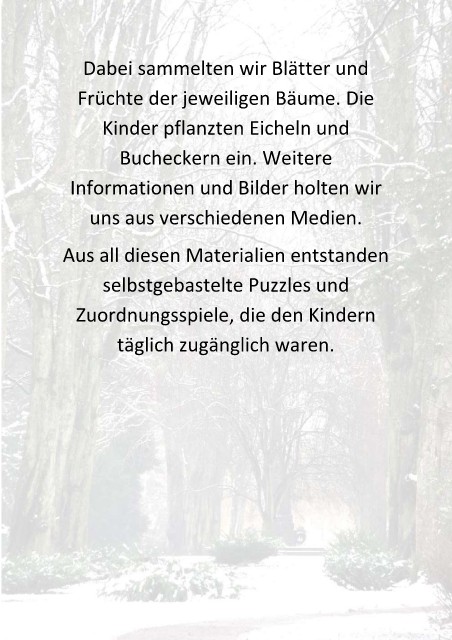 Dabei sammelten wir Blätter und
Früchte der jeweiligen Bäume. Die
Kinder pflanzten Eicheln und
Bucheckern ein. Weitere
Informationen und Bilder holten wir
uns aus verschiedenen Medien.
Aus all diesen Materialien entstanden
selbstgebastelte Puzzles und
Zuordnungsspiele, die den Kindern
täglich zugänglich waren.